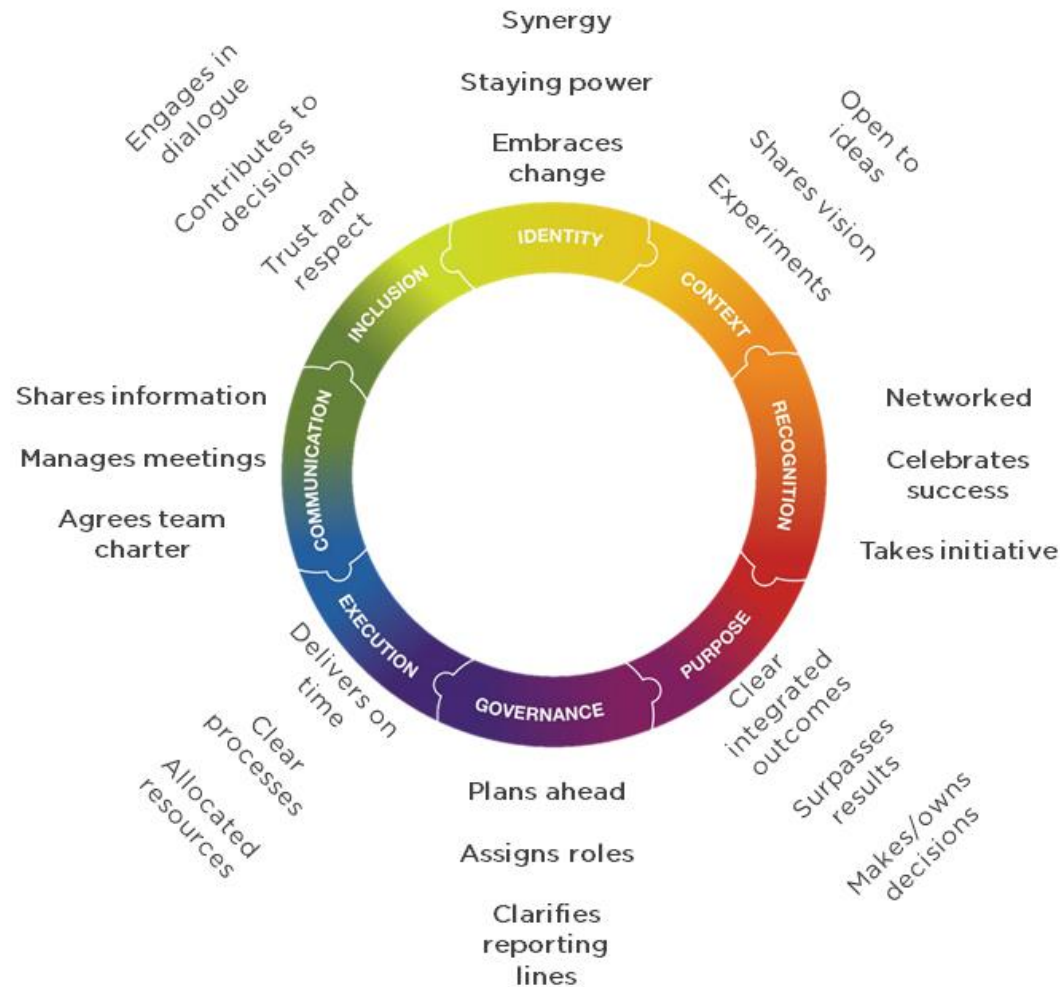 Synergy
Staying power
Embraces
change
Engages in
dialogue
Contributes to
decisions
Trust and
respect
Open to
ideas
Shares vision
Experiments
IDENTITY
CONTEXT
RECOGNITION
PURPOSE
GOVERNANCE
EXECUTION
COMMUNICATION
INCLUSION
Shares information
Manages meetings
Agrees team
charter
Networked
Celebrates
success
Takes initiative
Delivers on
time
Clear
processes
Allocated
resources
Plans ahead
Assigns roles
Clarifies
reporting
lines
Clear
integrated
outcomes
Surpasses
results
Makes/owns
decisions